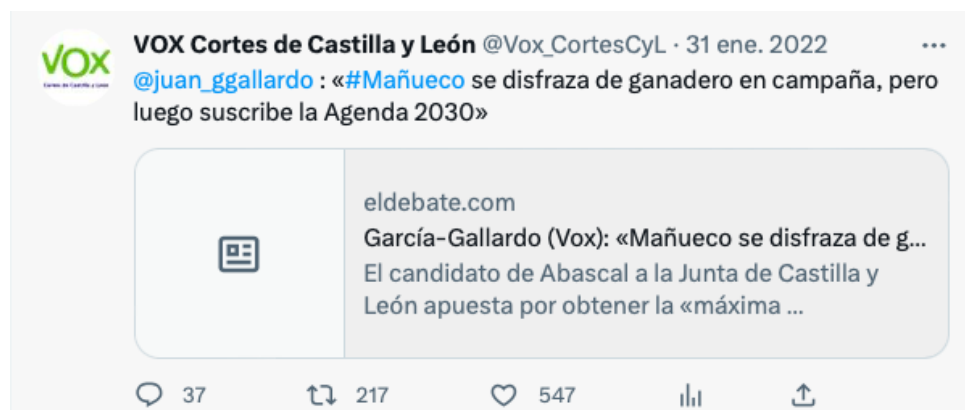 VOX
Cortes de Castilla y León
VOX Cortes de Castilla y León @Vox_CortesCyL · 31 ene. 2022 ...
@juan_ggallardo : «#Mañueco se disfraza de ganadero en campaña, pero
luego suscribe la Agenda 2030»
eldebate.com
García-Gallardo (Vox): «Mañueco se disfraza de g...
El candidato de Abascal a la Junta de Castilla y
León apuesta por obtener la «máxima ...
37 217 547